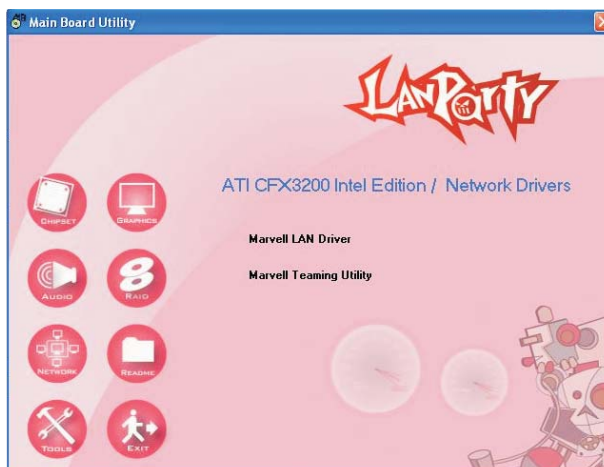 Main Board Utility
LANPARTY
ATI CFX3200 Intel Edition / Network Drivers
Marvell LAN Driver
Marvell Teaming Utility
CHIPSET
GRAPHICS
AUDIO
RAID
NETWORK
README
TOOLS
EXIT